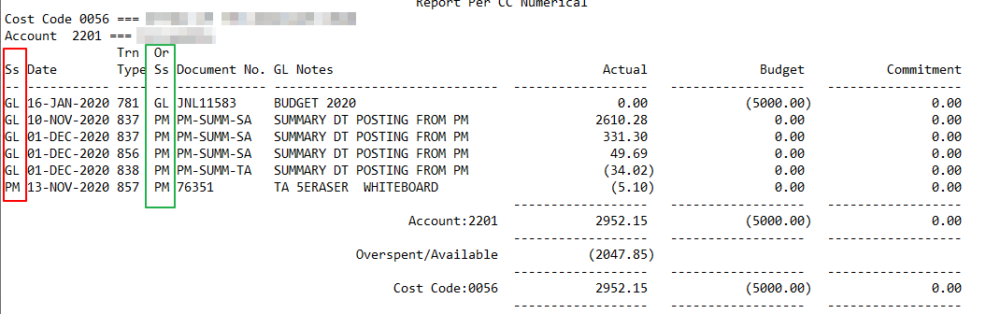 Report Per CC Numerical
Cost Code 0056 ===
Account  2201 ===
Trn   Or
Ss Date        Type  Ss Document No. GL Notes                    Actual        Budget        Commitment
-- ----------- ---- --- ------------ ------------------------------ ------------------ ------------------ ------------------
GL 16-JAN-2020 781  GL JNL11583     BUDGET 2020                 0.00     (5000.00)     0.00
GL 10-NOV-2020 837  PM PM-SUMM-SA   SUMMARY DT POSTING FROM PM  2610.28  0.00          0.00
GL 01-DEC-2020 837  PM PM-SUMM-SA   SUMMARY DT POSTING FROM PM  331.30   0.00          0.00
GL 01-DEC-2020 856  PM PM-SUMM-SA   SUMMARY DT POSTING FROM PM  49.69    0.00          0.00
GL 01-DEC-2020 838  PM PM-SUMM-TA   SUMMARY DT POSTING FROM PM  (34.02)  0.00          0.00
PM 13-NOV-2020 857  PM 76351        TA 5ERASER  WHITEBOARD      (5.10)   0.00          0.00
------------------ ------------------ ------------------
Account:2201         2952.15     (5000.00)     0.00
------------------ ------------------ ------------------
Overspent/Available  (2047.85)
------------------ ------------------ ------------------
Cost Code:0056       2952.15     (5000.00)     0.00
------------------ ------------------ ------------------